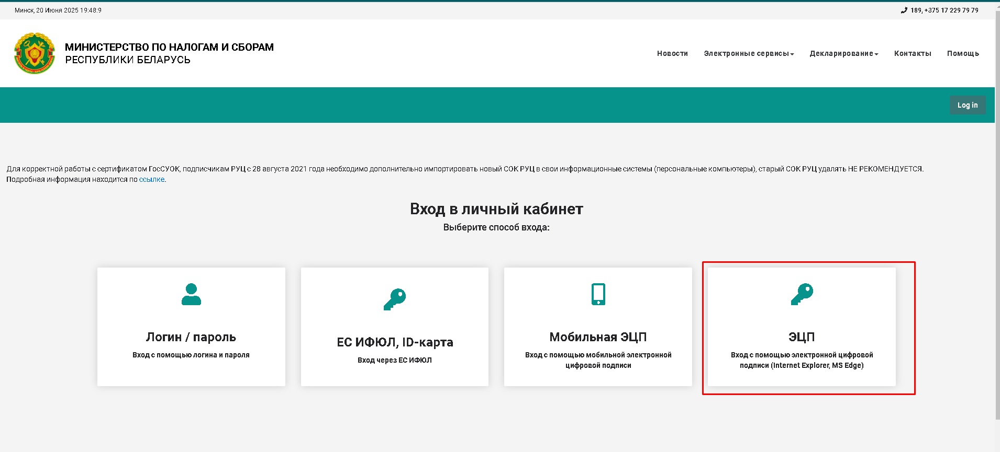 Минск, 20 Июня 2025 19:48:9
189, +375 17 229 79 79
МИНИСТЕРСТВО ПО НАЛОГАМ И СБОРАМ
РЕСПУБЛИКИ БЕЛАРУСЬ
Новости Электронные сервисы Декларирование Контакты Помощь
Log in
Для корректной работы с сертификатом ГосСУОК, подписчикам РУЦ с 28 августа 2021 года необходимо дополнительно импортировать новый СОК РУЦ в свои информационные системы (персональные компьютеры), старый СОК РУЦ удалять НЕ РЕКОМЕНДУЕТСЯ.
Подробная информация находится по ссылке.
Вход в личный кабинет
Выберите способ входа:
Логин / пароль
Вход с помощью логина и пароля
ЕС ИФЮЛ, ID-карта
Вход через ЕС ИФЮЛ
Мобильная ЭЦП
Вход с помощью мобильной электронной
цифровой подписи
ЭЦП
Вход с помощью электронной цифровой
подписи (Internet Explorer, MS Edge)